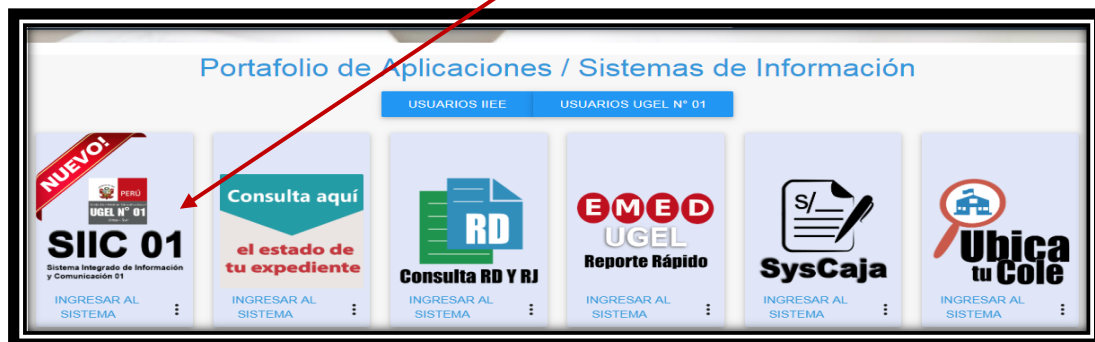 Portafolio de Aplicaciones / Sistemas de Información
USUARIOS IIEE
USUARIOS UGEL N° 01
NUEVO!
PERÚ
UGEL N° 01
SIIC 01
Sistema Integrado de Información
y Comunicación 01
INGRESAR AL
SISTEMA
Consulta aquí
el estado de
tu expediente
INGRESAR AL
SISTEMA
RD
Consulta RD Y RJ
INGRESAR AL
SISTEMA
EMED
UGEL
Reporte Rápido
INGRESAR AL
SISTEMA
S/
SysCaja
INGRESAR AL
SISTEMA
Ubica
tu Cole
INGRESAR AL
SISTEMA